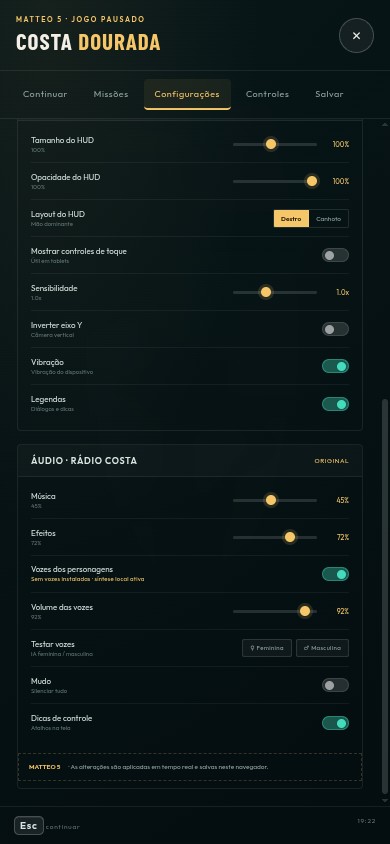 MATTEO 5 · JOGO PAUSADO
COSTA DOURADA
×
Continuar Missões Configurações Controles Salvar
Tamanho do HUD
100%
100%
Opacidade do HUD
100%
100%
Layout do HUD
Mão dominante
Destro Canhoto
Mostrar controles de toque
Útil em tablets
Sensibilidade
1.0x
1.0x
Inverter eixo Y
Câmera vertical
Vibração
Vibração do dispositivo
Legendas
Diálogos e dicas
ÁUDIO · RÁDIO COSTA
ORIGINAL
Música
45%
45%
Efeitos
72%
72%
Vozes dos personagens
Sem vozes instaladas · síntese local ativa
Volume das vozes
92%
92%
Testar vozes
IA feminina / masculina
♀ Feminina ♂ Masculina
Mudo
Silenciar tudo
Dicas de controle
Atalhos na tela
MATTEO 5 · As alterações são aplicadas em tempo real e salvas neste navegador.
Esc continuar
19:22